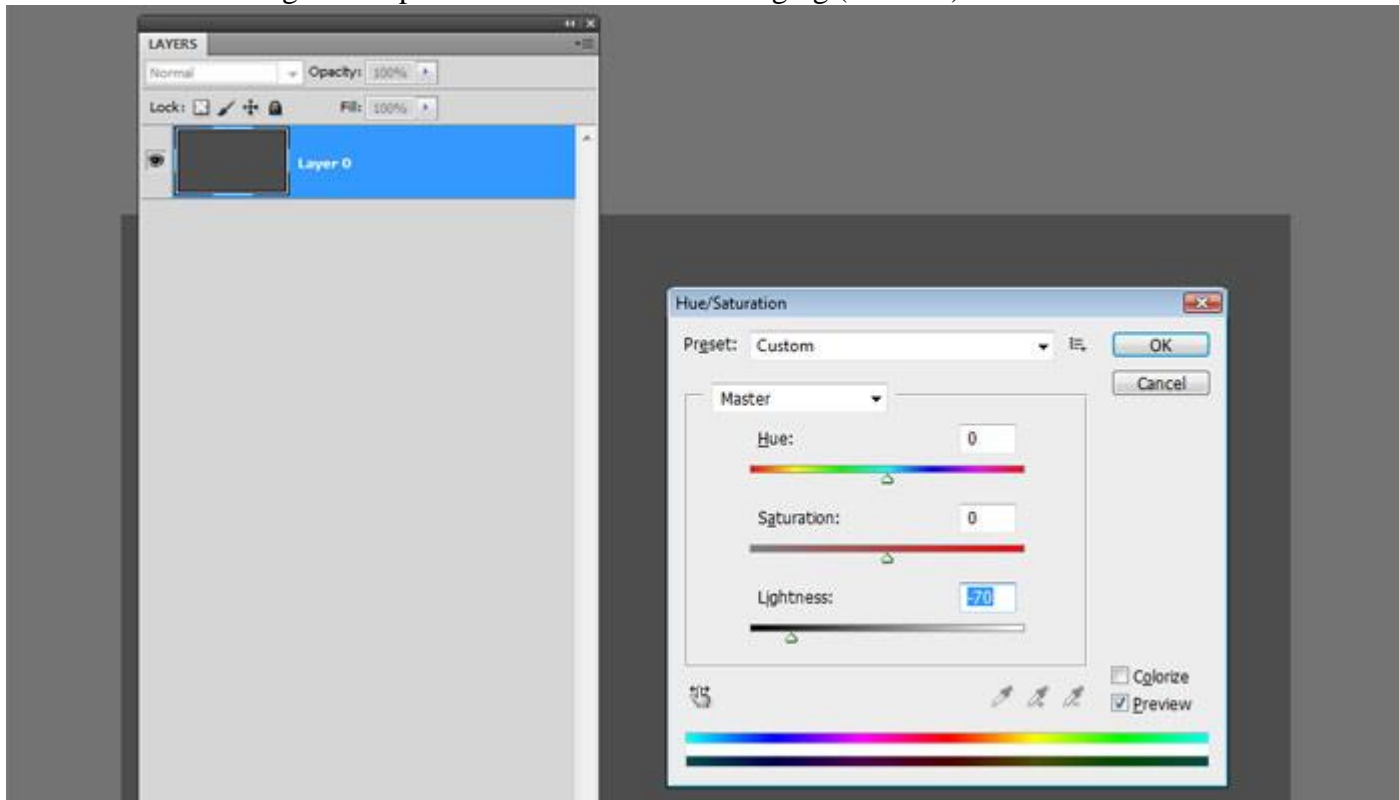 LAYERS
Normal Opacity: 100%
Lock: Fill: 100%
Layer 0
Hue/Saturation
Preset: Custom OK
Cancel
Master
Hue: 0
Saturation: 0
Lightness: -70
Colorize
Preview